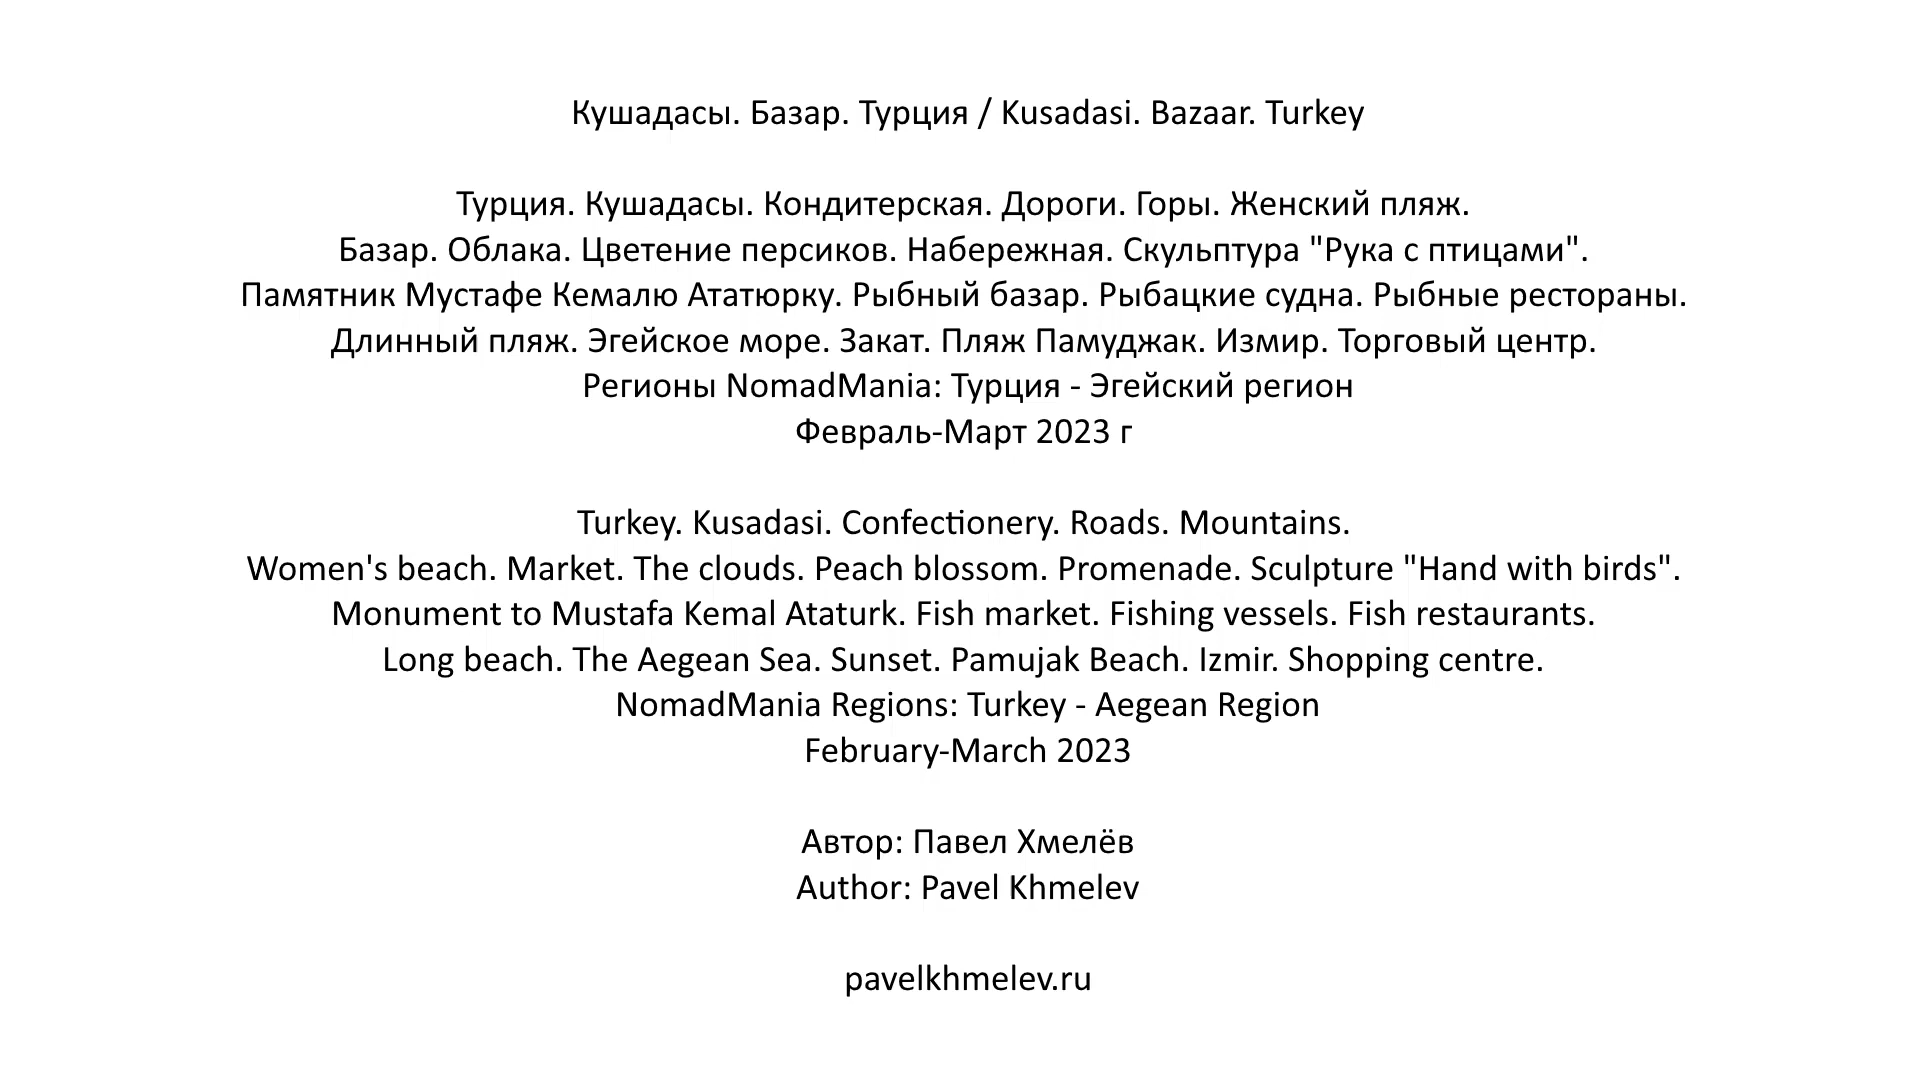 Кушадасы. Базар. Турция / Kusadasi. Bazaar. Turkey
Турция. Кушадасы. Кондитерская. Дороги. Горы. Женский пляж.
Базар. Облака. Цветение персиков. Набережная. Скульптура "Рука с птицами".
Памятник Мустафе Кемалю Ататюрку. Рыбный базар. Рыбацкие судна. Рыбные рестораны.
Длинный пляж. Эгейское море. Закат. Пляж Памуджак. Измир. Торговый центр.
Регионы NomadMania: Турция - Эгейский регион
Февраль-Март 2023 г
Turkey. Kusadasi. Confectionery. Roads. Mountains.
Women's beach. Market. The clouds. Peach blossom. Promenade. Sculpture "Hand with birds".
Monument to Mustafa Kemal Ataturk. Fish market. Fishing vessels. Fish restaurants.
Long beach. The Aegean Sea. Sunset. Pamujak Beach. Izmir. Shopping centre.
NomadMania Regions: Turkey - Aegean Region
February-March 2023
Автор: Павел Хмелёв
Author: Pavel Khmelev
pavelkhmelev.ru